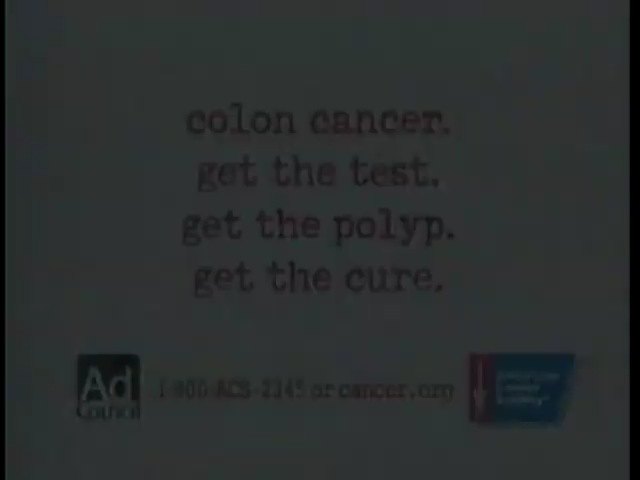 colon cancer.
get the test.
get the polyp.
get the cure.
Ad
Council
1-800-ACS-2345 or cancer.org